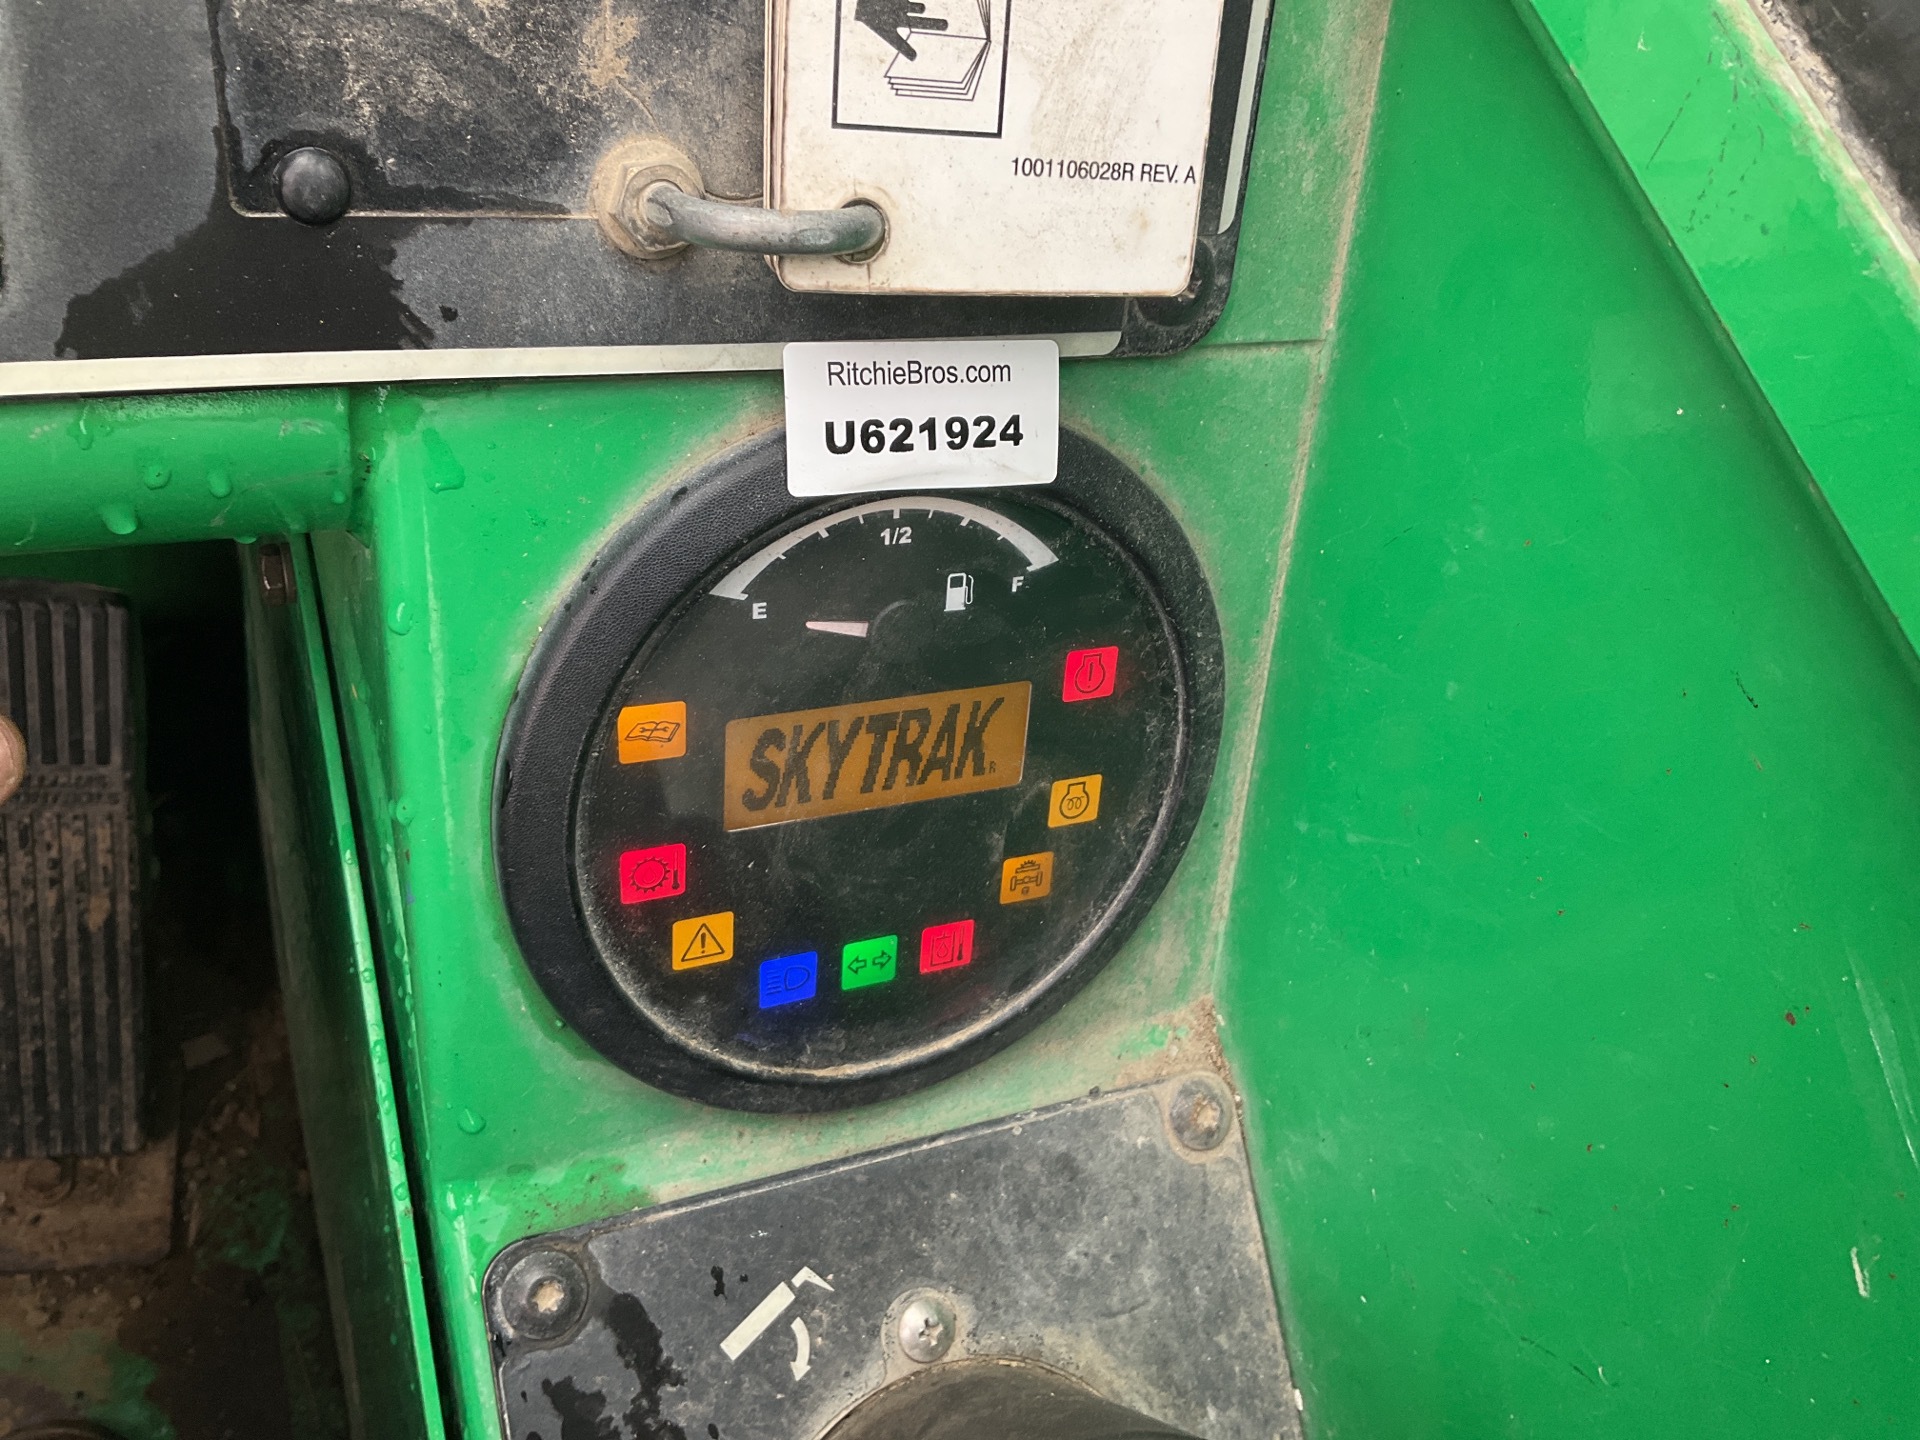 1001106028R REV. A
RitchieBros.com
U621924
1/2
E
F
SKYTRAK
R